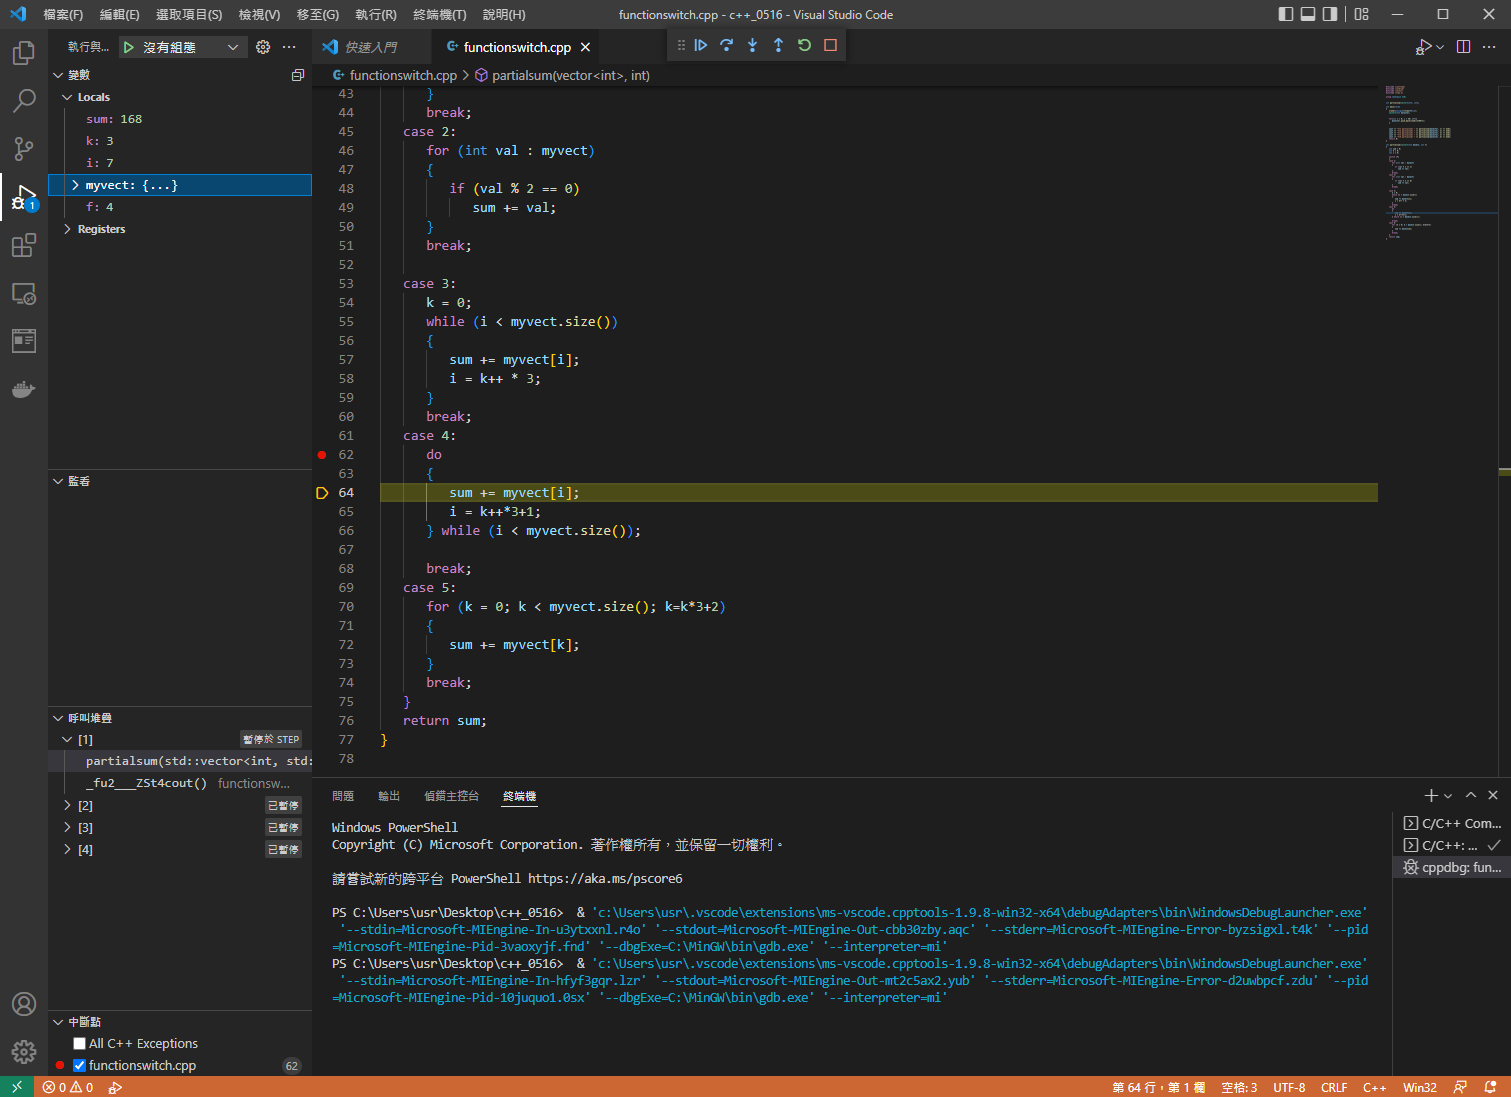 檔案(F) 編輯(E) 選取項目(S) 檢視(V) 移至(G) 執行(R) 終端機(T) 說明(H) functionswitch.cpp - c++_0516 - Visual Studio Code
執行與... 沒有組態
快速入門 functionswitch.cpp
functionswitch.cpp > partialsum(vector<int>, int)
變數
Locals
sum: 168
k: 3
i: 7
myvect: {...}
f: 4
Registers
監看
呼叫堆疊
[1] 暫停於 STEP
partialsum(std::vector<int, std:
_fu2___ZSt4cout() functionsw...
[2] 已暫停
[3] 已暫停
[4] 已暫停
中斷點
All C++ Exceptions
functionswitch.cpp 62
1
43 }
44 break;
45 case 2:
46 for (int val : myvect)
47 {
48 if (val % 2 == 0)
49 sum += val;
50 }
51 break;
52
53 case 3:
54 k = 0;
55 while (i < myvect.size())
56 {
57 sum += myvect[i];
58 i = k++ * 3;
59 }
60 break;
61 case 4:
62 do
63 {
64 sum += myvect[i];
65 i = k++*3+1;
66 } while (i < myvect.size());
67
68 break;
69 case 5:
70 for (k = 0; k < myvect.size(); k=k*3+2)
71 {
72 sum += myvect[k];
73 }
74 break;
75 }
76 return sum;
77 }
78
問題 輸出 偵錯主控台 終端機
Windows PowerShell
Copyright (C) Microsoft Corporation. 著作權所有，並保留一切權利。
請嘗試新的跨平台 PowerShell https://aka.ms/pscore6
PS C:\Users\usr\Desktop\c++_0516> & 'c:\Users\usr\.vscode\extensions\ms-vscode.cpptools-1.9.8-win32-x64\debugAdapters\bin\WindowsDebugLauncher.exe'
'--stdin=Microsoft-MIEngine-In-u3ytxxnl.r4o' '--stdout=Microsoft-MIEngine-Out-cbb30zby.aqc' '--stderr=Microsoft-MIEngine-Error-byzsigxl.t4k' '--pid
=Microsoft-MIEngine-Pid-3vaoxyjf.fnd' '--dbgExe=C:\MinGW\bin\gdb.exe' '--interpreter=mi'
PS C:\Users\usr\Desktop\c++_0516> & 'c:\Users\usr\.vscode\extensions\ms-vscode.cpptools-1.9.8-win32-x64\debugAdapters\bin\WindowsDebugLauncher.exe'
'--stdin=Microsoft-MIEngine-In-hfyf3gqr.lzr' '--stdout=Microsoft-MIEngine-Out-mt2c5ax2.yub' '--stderr=Microsoft-MIEngine-Error-d2uwbpcf.zdu' '--pid
=Microsoft-MIEngine-Pid-10juquo1.0sx' '--dbgExe=C:\MinGW\bin\gdb.exe' '--interpreter=mi'
C/C++ Com...
C/C++: ...
cppdbg: fun...
0 0 第 64 行，第 1 欄 空格: 3 UTF-8 CRLF C++ Win32